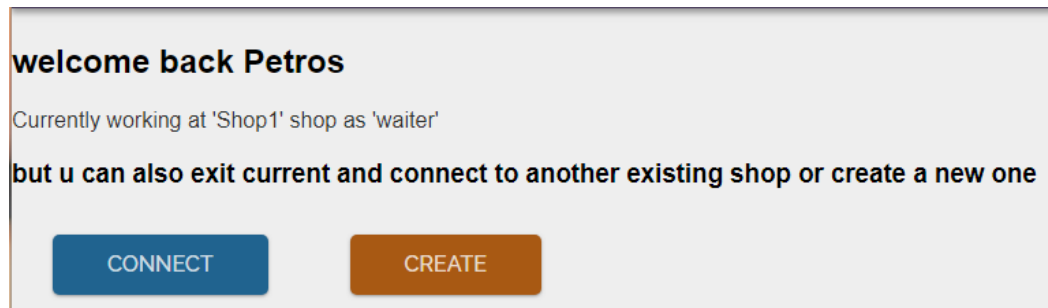 welcome back Petros
Currently working at 'Shop1' shop as 'waiter'
but u can also exit current and connect to another existing shop or create a new one
CONNECT CREATE